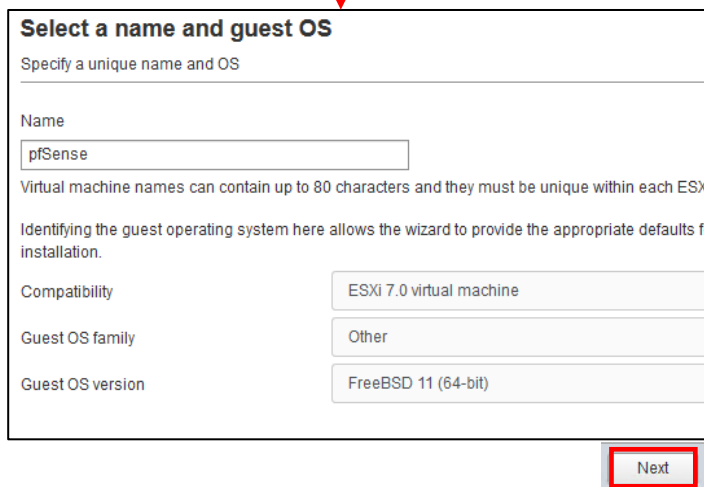 Select a name and guest OS
Specify a unique name and OS
Name
pfSense
Virtual machine names can contain up to 80 characters and they must be unique within each ESX
Identifying the guest operating system here allows the wizard to provide the appropriate defaults f
installation.
Compatibility
ESXi 7.0 virtual machine
Guest OS family
Other
Guest OS version
FreeBSD 11 (64-bit)
Next